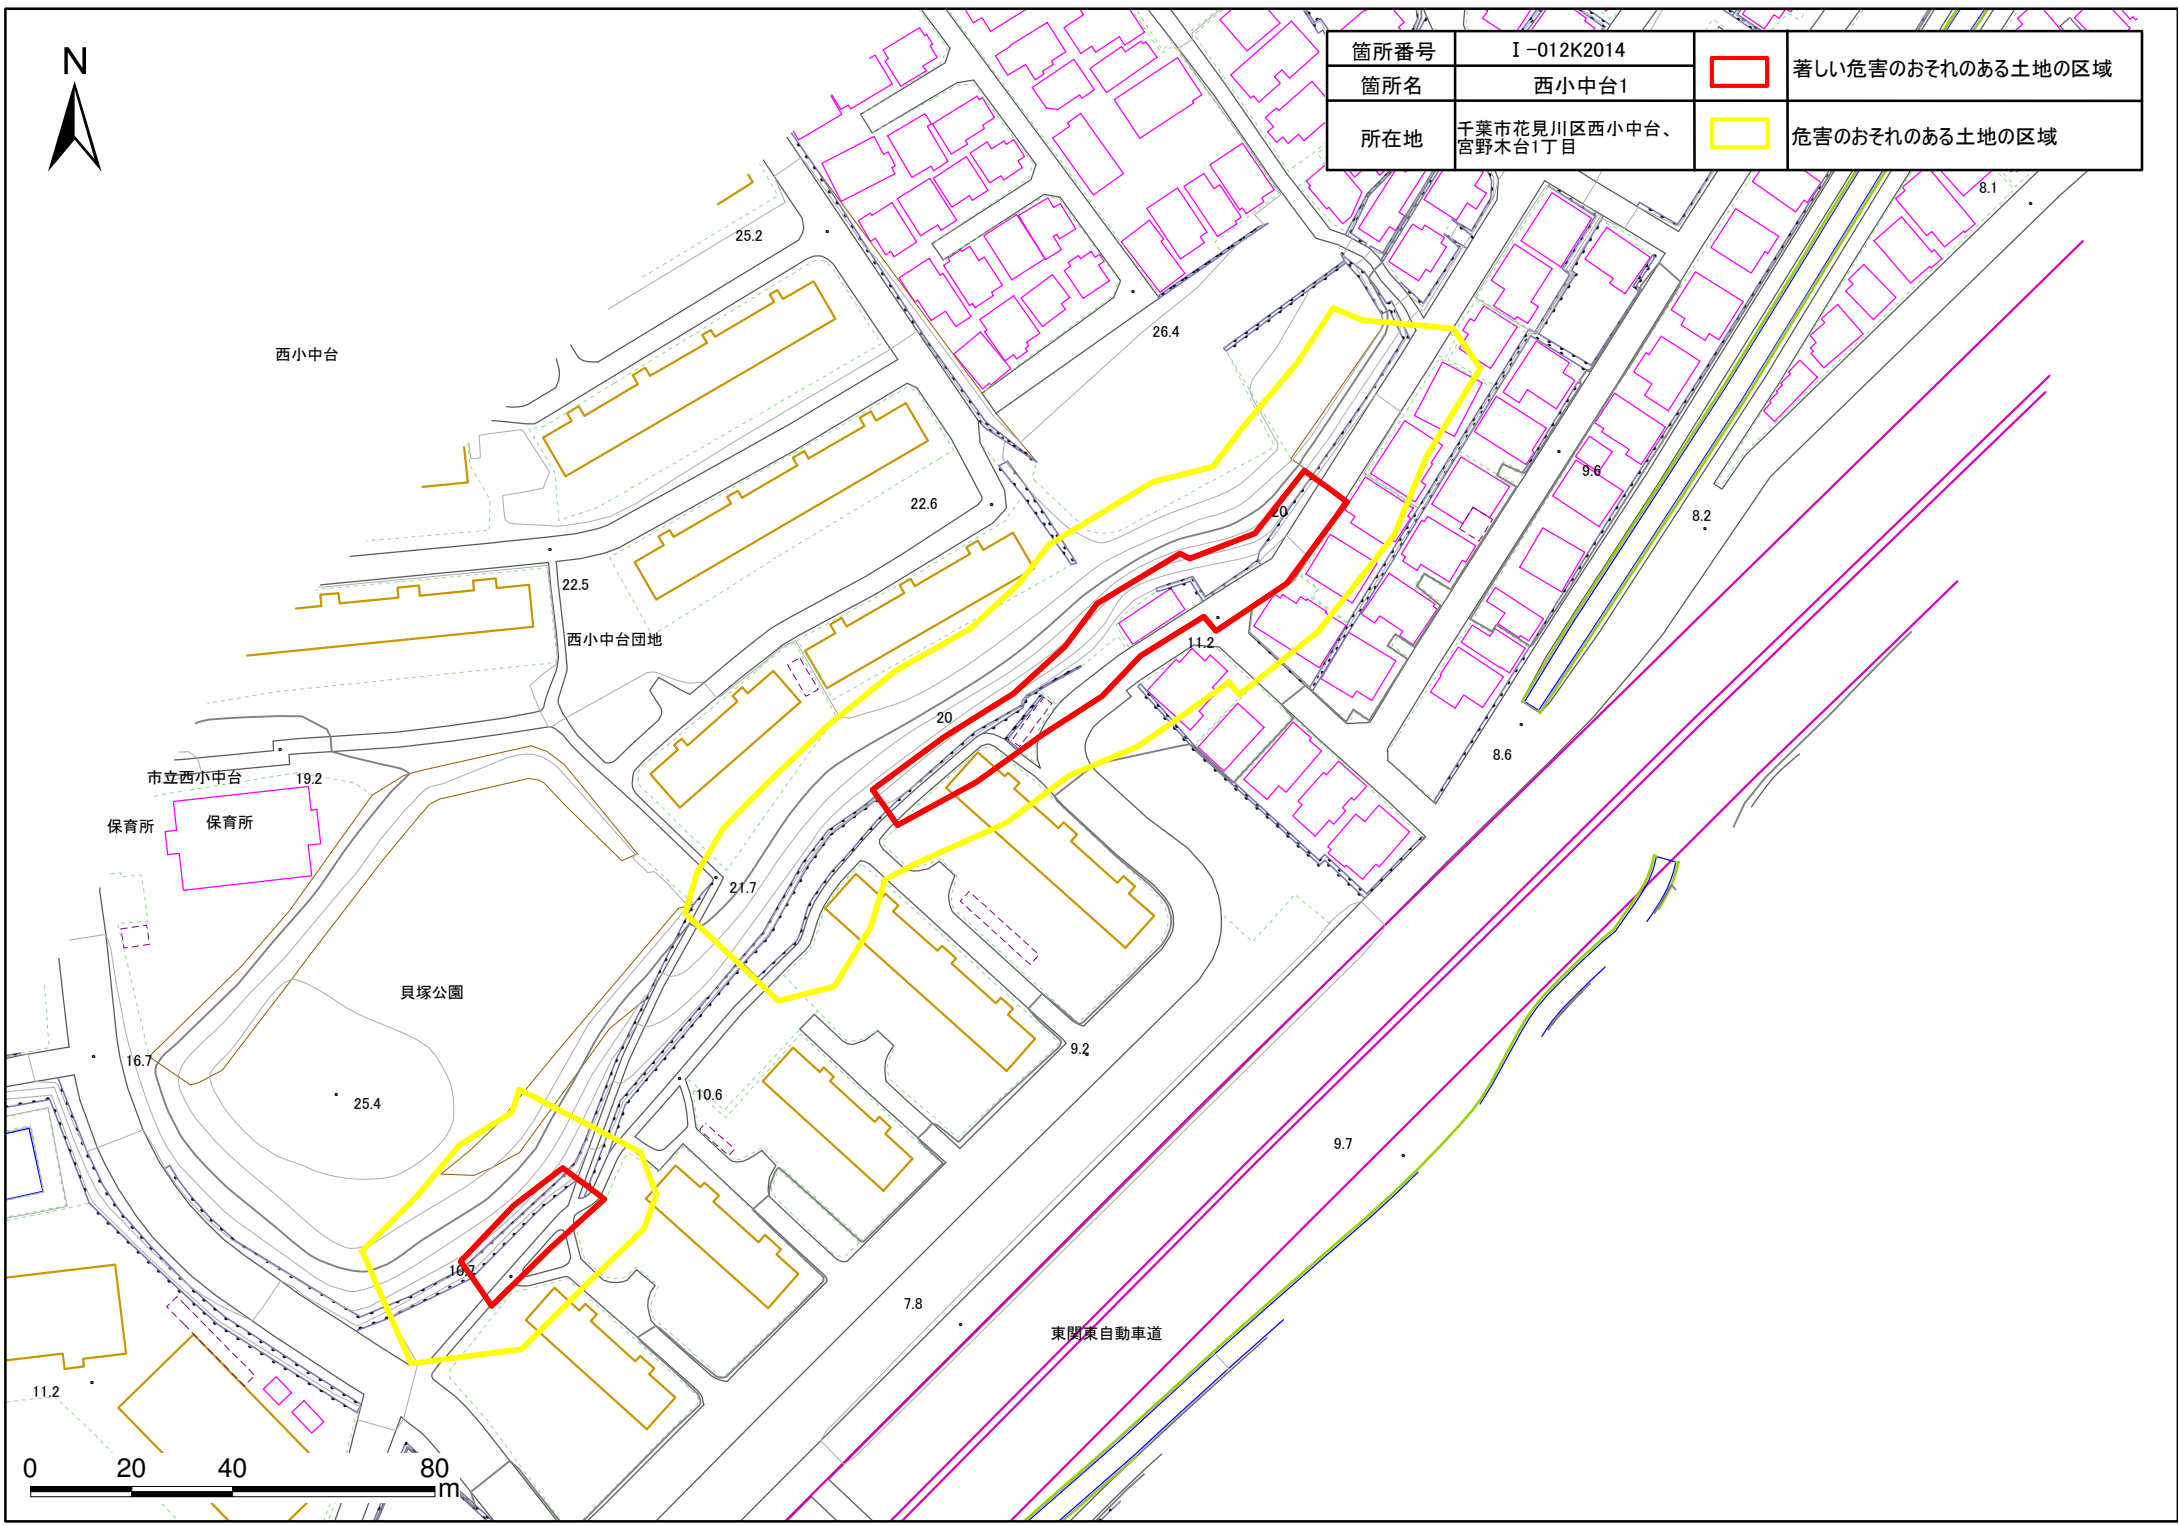 N
箇所番号 Ⅰ-012K2014
箇所名 西小中台1
所在地 千葉市花見川区西小中台、
宮野木台1丁目
著しい危害のおそれのある土地の区域
危害のおそれのある土地の区域
8.1
25.2
26.4
西小中台
9.6
22.6
20
8.2
22.5
西小中台団地
11.2
20
8.6
市立西小中台
19.2
保育所
保育所
21.7
貝塚公園
9.2
16.7
10.6
25.4
9.7
10.7
7.8
東関東自動車道
11.2
0 20 40 80
m